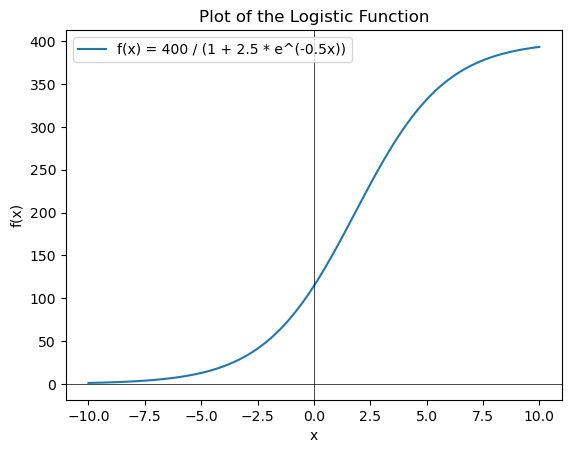 Plot of the Logistic Function
f(x) = 400 / (1 + 2.5 * e^(-0.5x))
400
350
300
250
200
150
100
50
0
f(x)
−10.0 −7.5 −5.0 −2.5 0.0 2.5 5.0 7.5 10.0
x